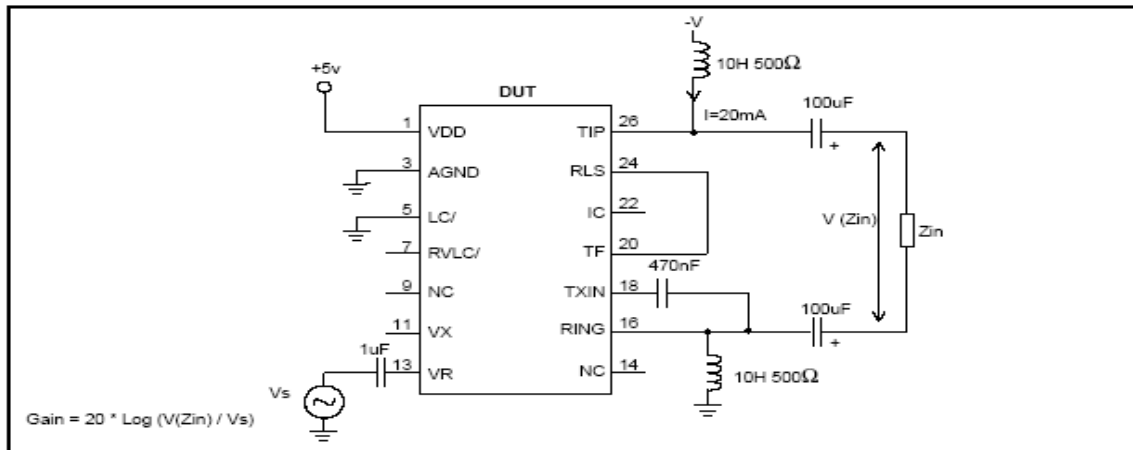 -V
10H 500Ω
+5v
DUT
100uF
I=20mA
1 VDD TIP 26
+
3 AGND RLS 24
5 LC/ IC 22
V (Zin)
Zin
7 RVLC/ TF 20
470nF
9 NC TXIN 18
100uF
11 VX RING 16
+
1uF
13 VR NC 14
10H 500Ω
Vs
Gain = 20 * Log (V(Zin) / Vs)